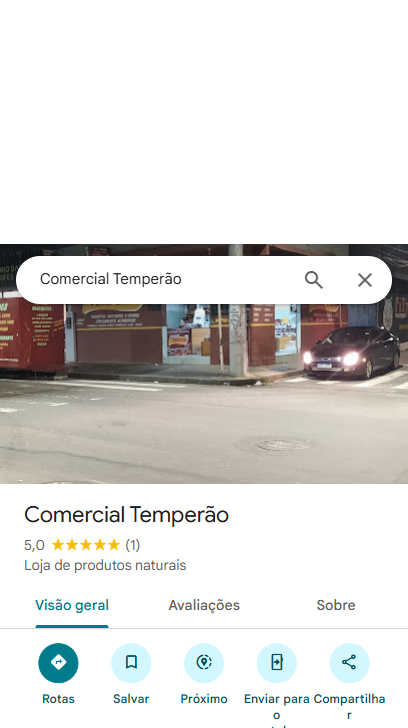 Comercial Temperão
Comercial Temperão
5,0 (1)
Loja de produtos naturais
Visão geral
Avaliações
Sobre
Rotas
Salvar
Próximo
Enviar para
o
Compartilha
r